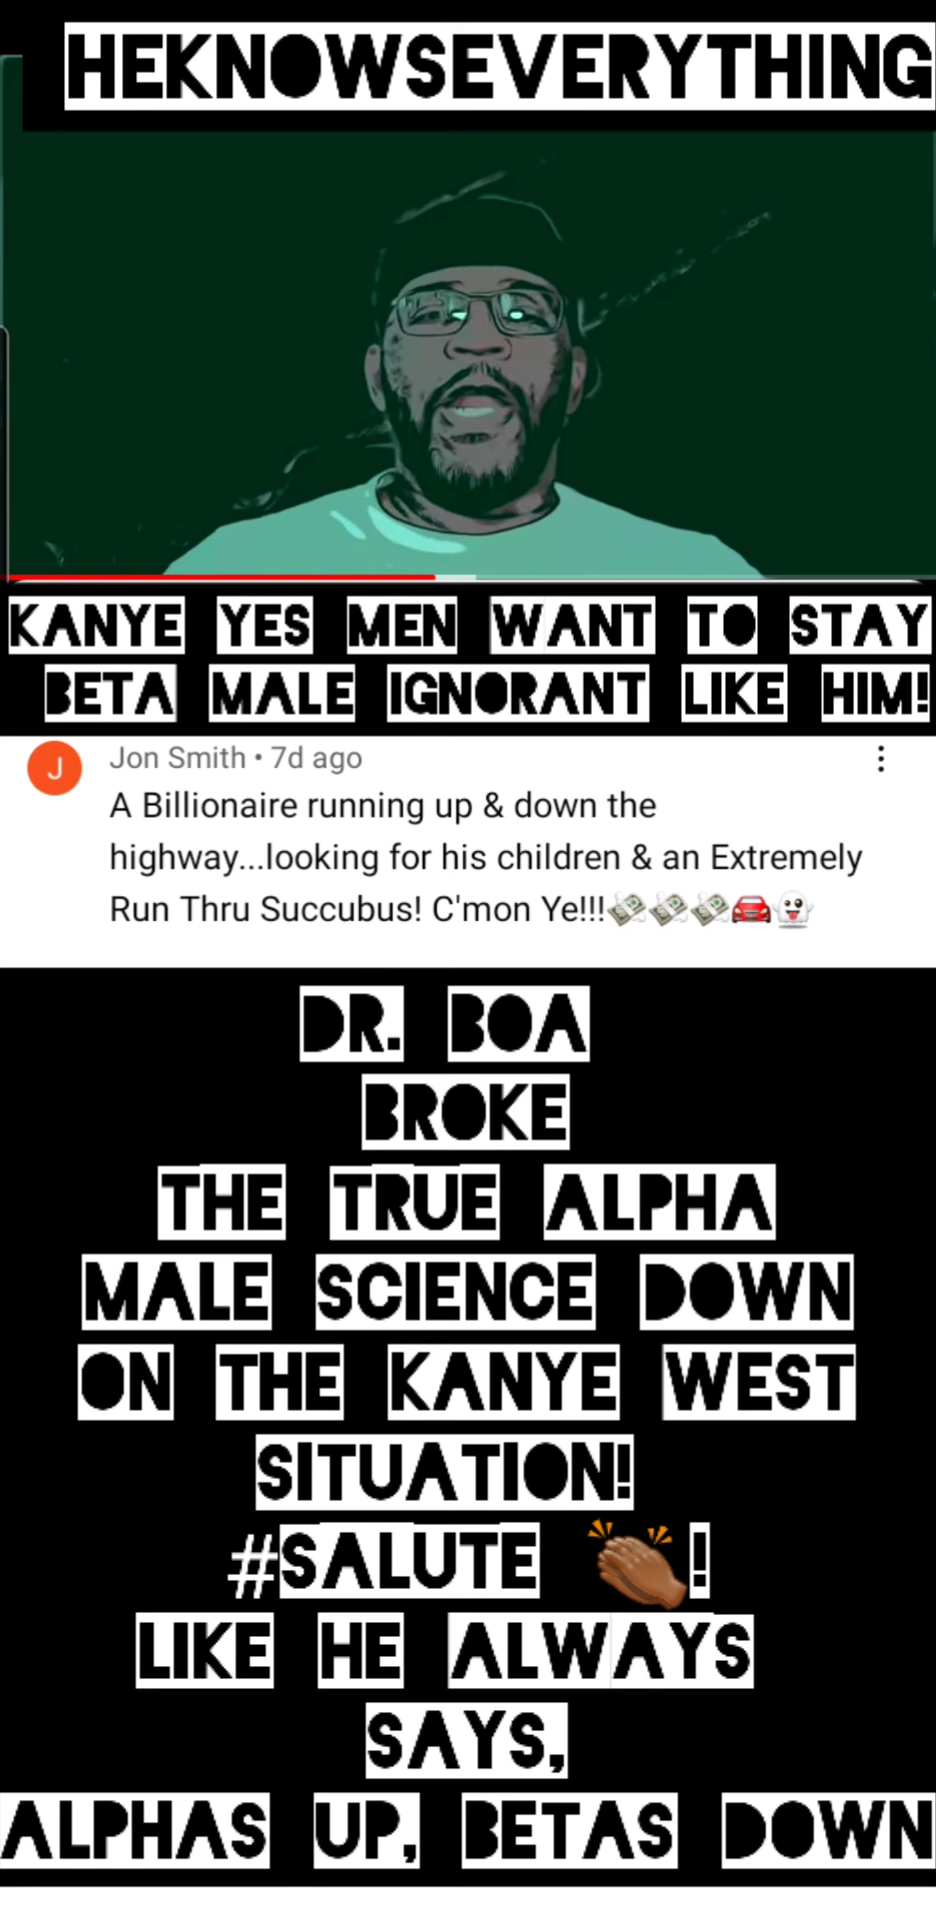 HEKNOWSEVERYTHING
KANYE YES MEN WANT TO STAY
BETA MALE IGNORANT LIKE HIM!
J
Jon Smith • 7d ago
A Billionaire running up & down the
highway...looking for his children & an Extremely
Run Thru Succubus! C'mon Ye!!!💸💸💸🚘👻
DR. BOA
BROKE
THE TRUE ALPHA
MALE SCIENCE DOWN
ON THE KANYE WEST
SITUATION!
#SALUTE 👏🏾!
LIKE HE ALWAYS
SAYS,
ALPHAS UP, BETAS DOWN